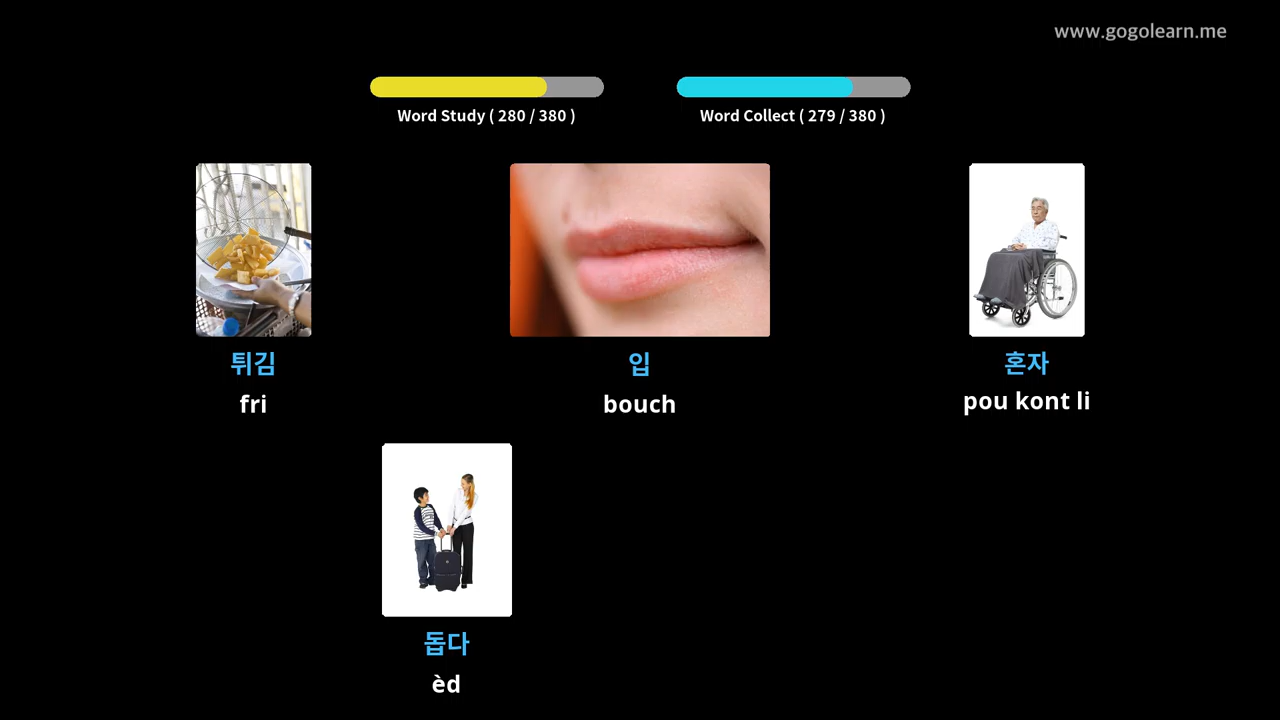 www.gogolearn.me
Word Study ( 280 / 380 )
Word Collect ( 279 / 380 )
튀김
fri
입
bouch
혼자
pou kont li
돕다
èd